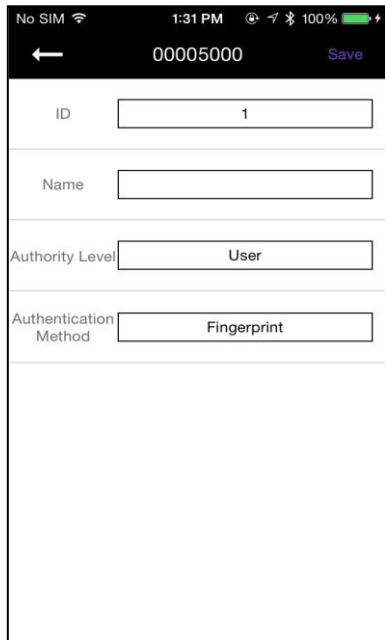 No SIM 1:31 PM 100%
00005000 Save
ID 1
Name
Authority Level User
Authentication
Method Fingerprint